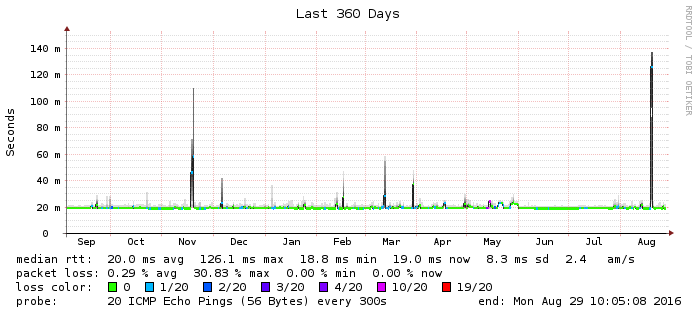 Last 360 Days
RRDTOOL / TOBI OETIKER
Seconds
140 m
120 m
100 m
80 m
60 m
40 m
20 m
0
Sep Oct Nov Dec Jan Feb Mar Apr May Jun Jul Aug
median rtt: 20.0 ms avg 126.1 ms max 18.8 ms min 19.0 ms now 8.3 ms sd 2.4 am/s
packet loss: 0.29 % avg 30.83 % max 0.00 % min 0.00 % now
loss color: 0 1/20 2/20 3/20 4/20 10/20 19/20
probe: 20 ICMP Echo Pings (56 Bytes) every 300s end: Mon Aug 29 10:05:08 2016